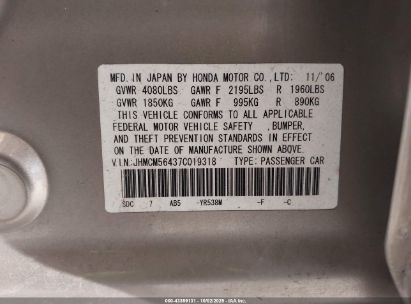 MFD. IN JAPAN BY HONDA MOTOR CO., LTD. 11/'06
GVWR 4080LBS GAWR F 2195LBS R 1960LBS
GVWR 1850KG GAWR F 995KG R 890KG
THIS VEHICLE CONFORMS TO ALL APPLICABLE
FEDERAL MOTOR VEHICLE SAFETY, BUMPER,
AND THEFT PREVENTION STANDARDS IN EFFECT
ON THE DATE OF MANUFACTURE SHOWN ABOVE.
V.I.N: JHMCM56437C019318 TYPE: PASSENGER CAR
SDC 7 AB5 -YR538M -F -C